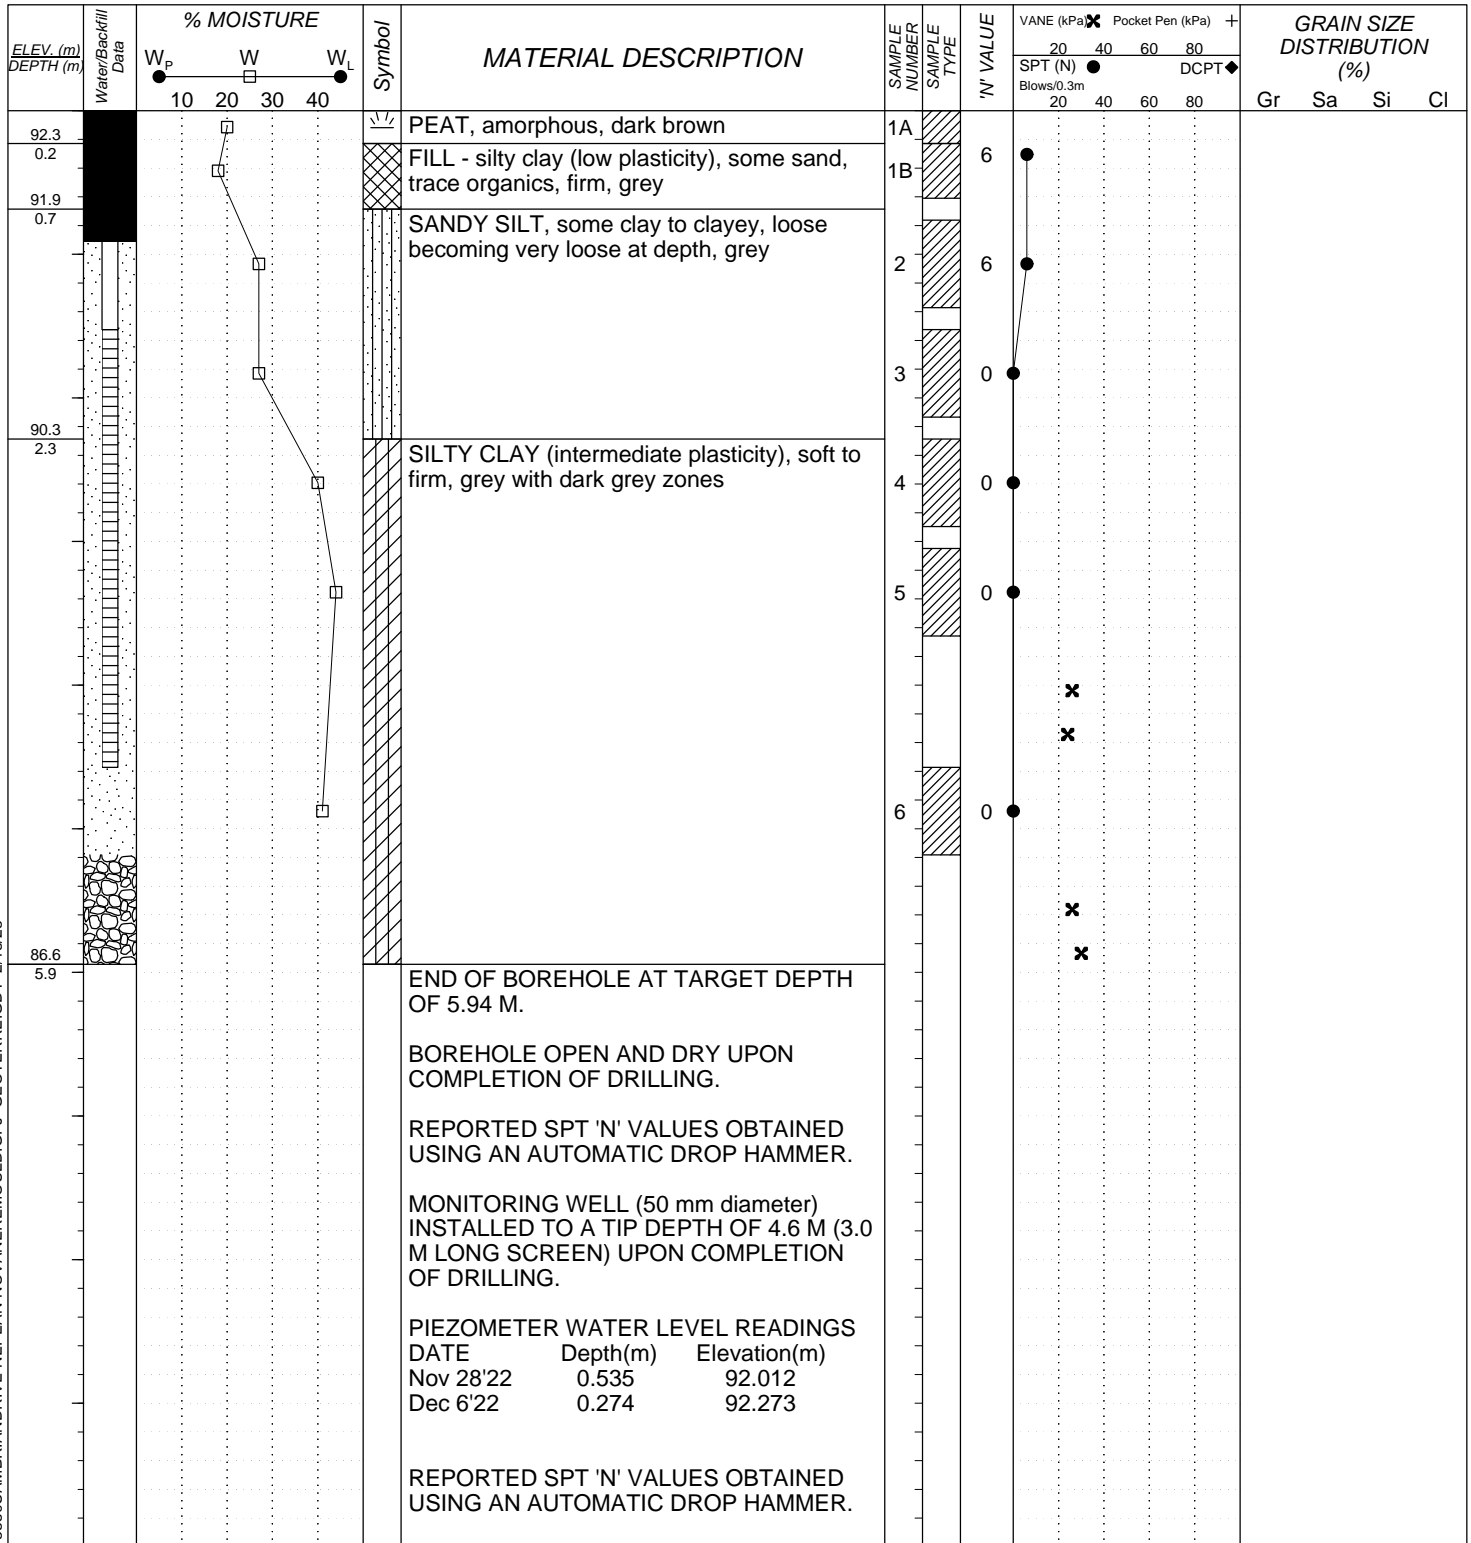 ELEV. (m)
DEPTH (m)
Water/Backfill
Data
% MOISTURE
WP W WL
10 20 30 40
Symbol
MATERIAL DESCRIPTION
SAMPLE
NUMBER
SAMPLE
TYPE
'N' VALUE
VANE (kPa) Pocket Pen (kPa)
20 40 60 80
SPT (N) DCPT
Blows/0.3m
20 40 60 80
GRAIN SIZE
DISTRIBUTION
(%)
Gr Sa Si Cl
PEAT, amorphous, dark brown
1A
92.3
0.2
FILL - silty clay (low plasticity), some sand,
trace organics, firm, grey
1B
6
91.9
0.7
SANDY SILT, some clay to clayey, loose
becoming very loose at depth, grey
2
6
3
0
90.3
2.3
SILTY CLAY (intermediate plasticity), soft to
firm, grey with dark grey zones
4
0
5
0
6
0
86.6
5.9
END OF BOREHOLE AT TARGET DEPTH
OF 5.94 M.
BOREHOLE OPEN AND DRY UPON
COMPLETION OF DRILLING.
REPORTED SPT 'N' VALUES OBTAINED
USING AN AUTOMATIC DROP HAMMER.
MONITORING WELL (50 mm diameter)
INSTALLED TO A TIP DEPTH OF 4.6 M (3.0
M LONG SCREEN) UPON COMPLETION
OF DRILLING.
PIEZOMETER WATER LEVEL READINGS
DATE Depth(m) Elevation(m)
Nov 28'22 0.535 92.012
Dec 6'22 0.274 92.273
REPORTED SPT 'N' VALUES OBTAINED
USING AN AUTOMATIC DROP HAMMER.